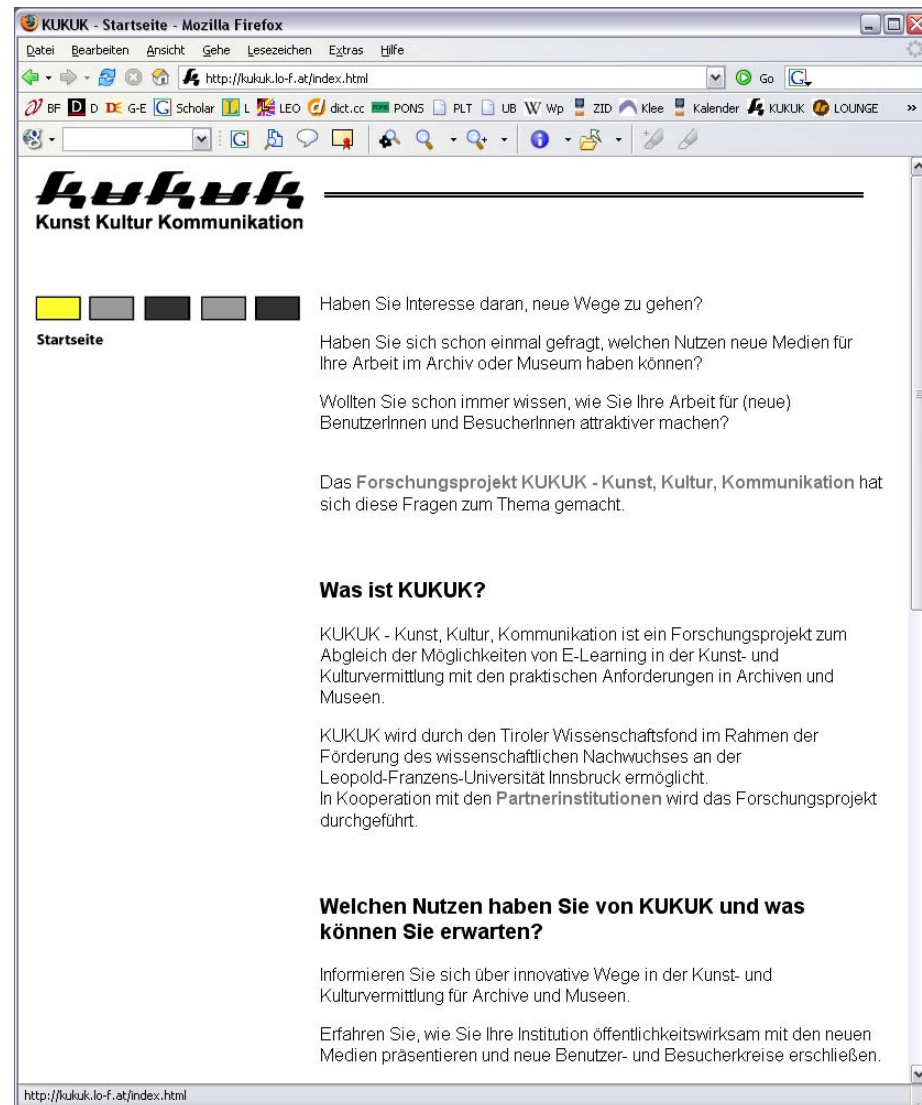 KUKUK - Startseite - Mozilla Firefox
Datei Bearbeiten Ansicht Gehe Lesezeichen Extras Hilfe
http://kukuk.lo-f.at/index.html Go G
BF D D G-E G Scholar L L LEO dict.cc PONS PLT UB W Wp ZID Klee Kalender KUKUK LOUNGE »
kukuk
Kunst Kultur Kommunikation
Startseite
Haben Sie Interesse daran, neue Wege zu gehen?
Haben Sie sich schon einmal gefragt, welchen Nutzen neue Medien für
Ihre Arbeit im Archiv oder Museum haben können?
Wollten Sie schon immer wissen, wie Sie Ihre Arbeit für (neue)
BenutzerInnen und BesucherInnen attraktiver machen?
Das Forschungsprojekt KUKUK - Kunst, Kultur, Kommunikation hat
sich diese Fragen zum Thema gemacht.
Was ist KUKUK?
KUKUK - Kunst, Kultur, Kommunikation ist ein Forschungsprojekt zum
Abgleich der Möglichkeiten von E-Learning in der Kunst- und
Kulturvermittlung mit den praktischen Anforderungen in Archiven und
Museen.
KUKUK wird durch den Tiroler Wissenschaftsfond im Rahmen der
Förderung des wissenschaftlichen Nachwuchses an der
Leopold-Franzens-Universität Innsbruck ermöglicht.
In Kooperation mit den Partnerinstitutionen wird das Forschungsprojekt
durchgeführt.
Welchen Nutzen haben Sie von KUKUK und was
können Sie erwarten?
Informieren Sie sich über innovative Wege in der Kunst- und
Kulturvermittlung für Archive und Museen.
Erfahren Sie, wie Sie Ihre Institution öffentlichkeitswirksam mit den neuen
Medien präsentieren und neue Benutzer- und Besucherkreise erschließen.
http://kukuk.lo-f.at/index.html